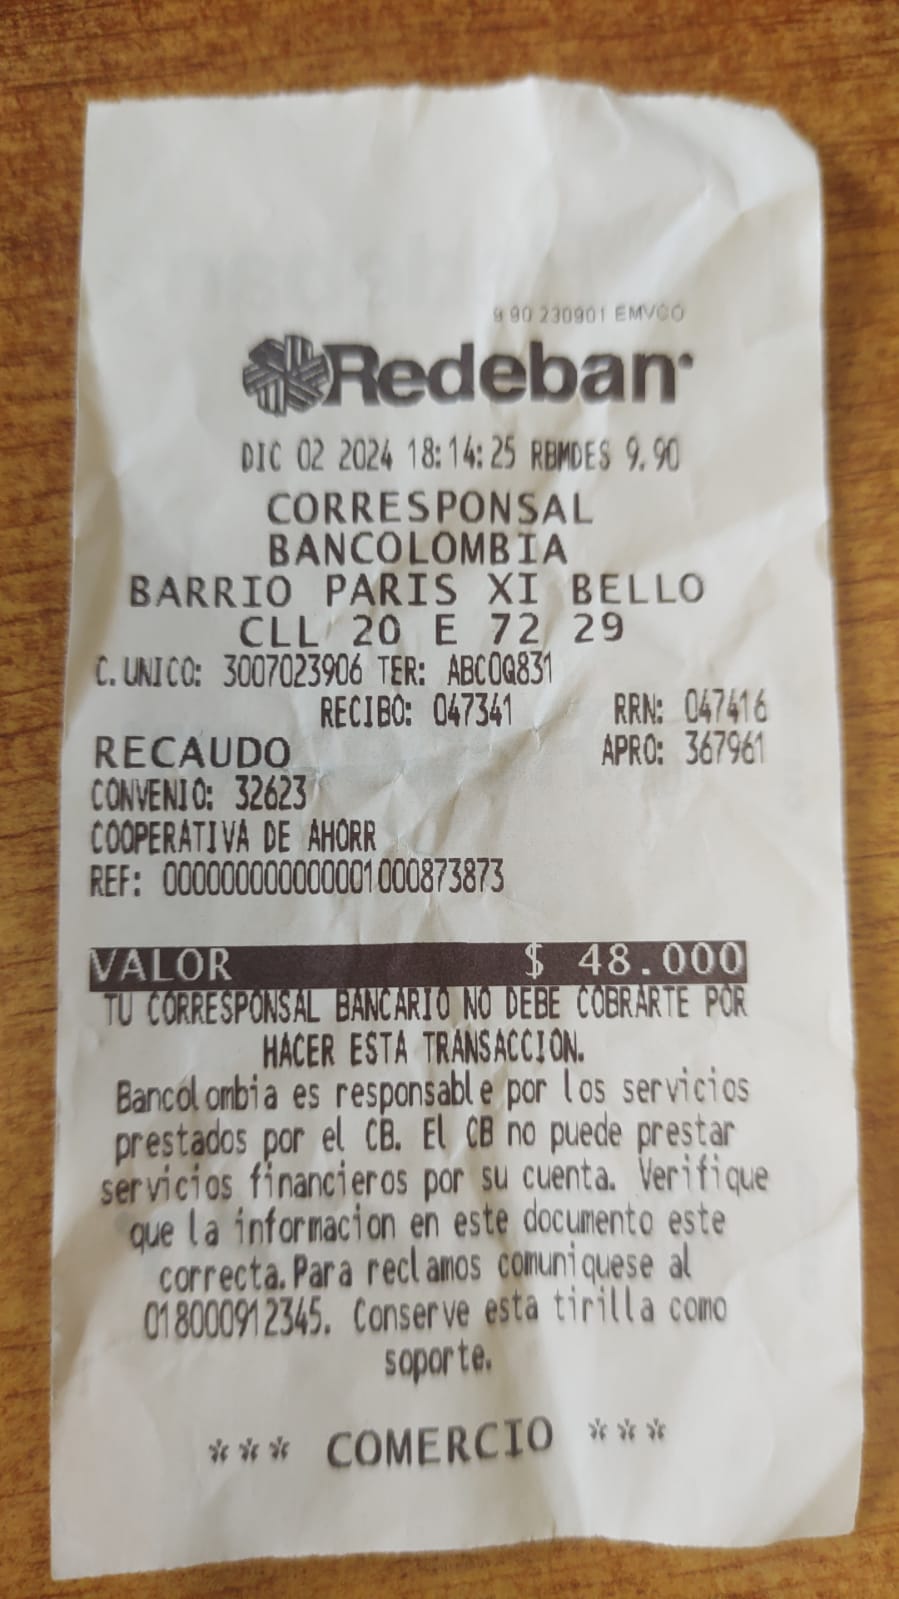 9 90 230901 EMVCO
Redeban
DIC 02 2024 18:14:25 RBMDES 9.90
CORRESPONSAL
BANCOLOMBIA
BARRIO PARIS XI BELLO
CLL 20 E 72 29
C. UNICO: 3007023906 TER: ABC0Q831
RECIBO: 047341 RRN: 047416
RECAUDO APRO: 367961
CONVENIO: 32623
COOPERATIVA DE AHORR
REF: 0000000000000001000873873
VALOR $ 48.000
TU CORRESPONSAL BANCARIO NO DEBE COBRARTE POR
HACER ESTA TRANSACCION.
Bancolombia es responsable por los servicios
prestados por el CB. El CB no puede prestar
servicios financieros por su cuenta. Verifique
que la informacion en este documento este
correcta. Para reclamos comuniquese al
018000912345. Conserve esta tirilla como
soporte.
*** COMERCIO ***